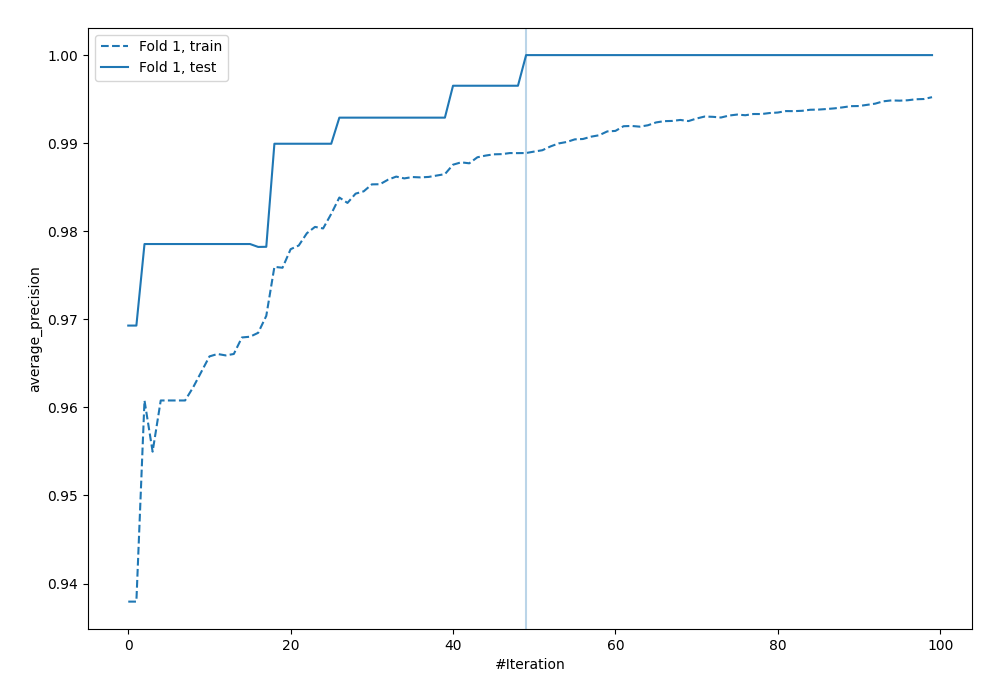 Fold 1, train
Fold 1, test
1.00
0.99
0.98
0.97
0.96
0.95
0.94
average_precision
0 20 40 60 80 100
#Iteration